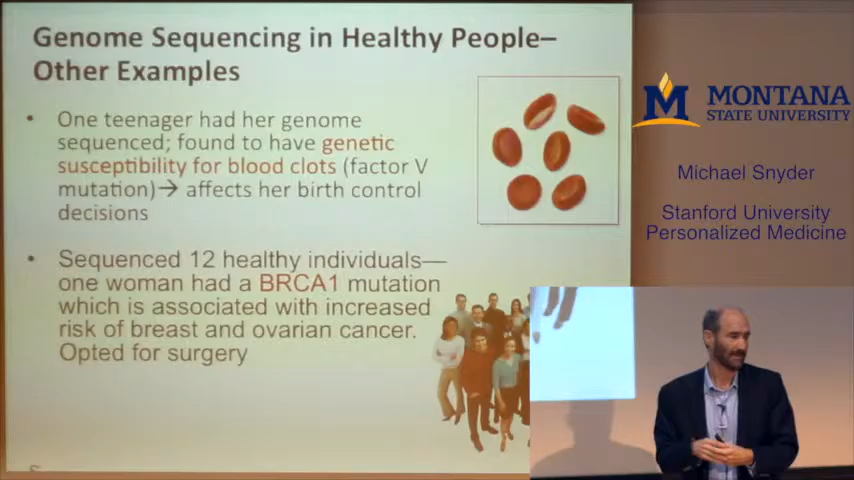 Genome Sequencing in Healthy People–
Other Examples
• One teenager had her genome
sequenced; found to have genetic
susceptibility for blood clots (factor V
mutation)→ affects her birth control
decisions
• Sequenced 12 healthy individuals—
one woman had a BRCA1 mutation
which is associated with increased
risk of breast and ovarian cancer.
Opted for surgery
M MONTANA
STATE UNIVERSITY
Michael Snyder
Stanford University
Personalized Medicine